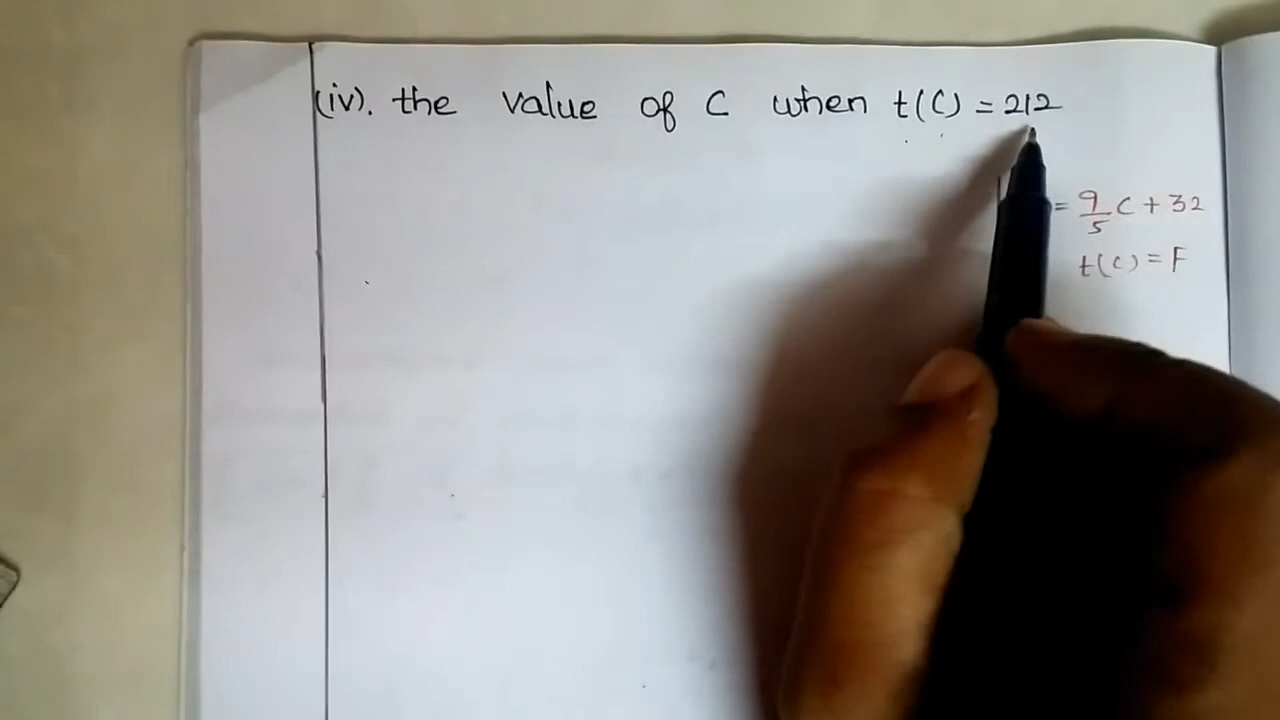 (iv). the value of C when t(C) = 212
= 9/5 C + 32
t(C) = F